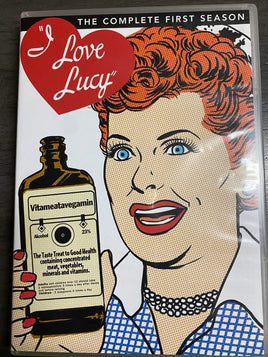 THE COMPLETE FIRST SEASON
"I
Love
Lucy"
Vitameatavegamin
Alcohol 23%
The Taste Treat to Good Health
containing concentrated
meat, vegetables,
minerals and vitamins.